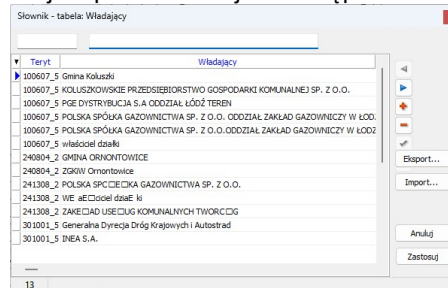 Słownik - tabela: Władający
Teryt Władający
100607_5 Gmina Koluszki
100607_5 KOLUSZKOWSKIE PRZEDSIĘBIORSTWO GOSPODARKI KOMUNALNEJ SP. Z O.O.
100607_5 PGE DYSTRYBUCJA S.A ODDZIAŁ ŁÓDŹ TEREN
100607_5 POLSKA SPÓŁKA GAZOWNICTWA SP. Z O.O. ODDZIAŁ ZAKŁAD GAZOWNICZY W ŁOD.
100607_5 POLSKA SPÓŁKA GAZOWNICTWA SP. Z O.O.ODDZIAŁ ZAKŁAD GAZOWNICZY W ŁODZ
100607_5 właściciel działki
240804_2 GMINA ORNONTOWICE
240804_2 ZGKiW Ornontowice
241308_2 POLSKA SPC□E□KA GAZOWNICTWA SP. Z O.O.
241308_2 WE aE□ciciel dziaE ki
241308_2 ZAKE□AD USE□UG KOMUNALNYCH TWORC□G
301001_5 Generalna Dyrecja Dróg Krajowych i Autostrad
301001_5 INEA S.A.
Eksport...
Import...
Anuluj
Zastosuj
13